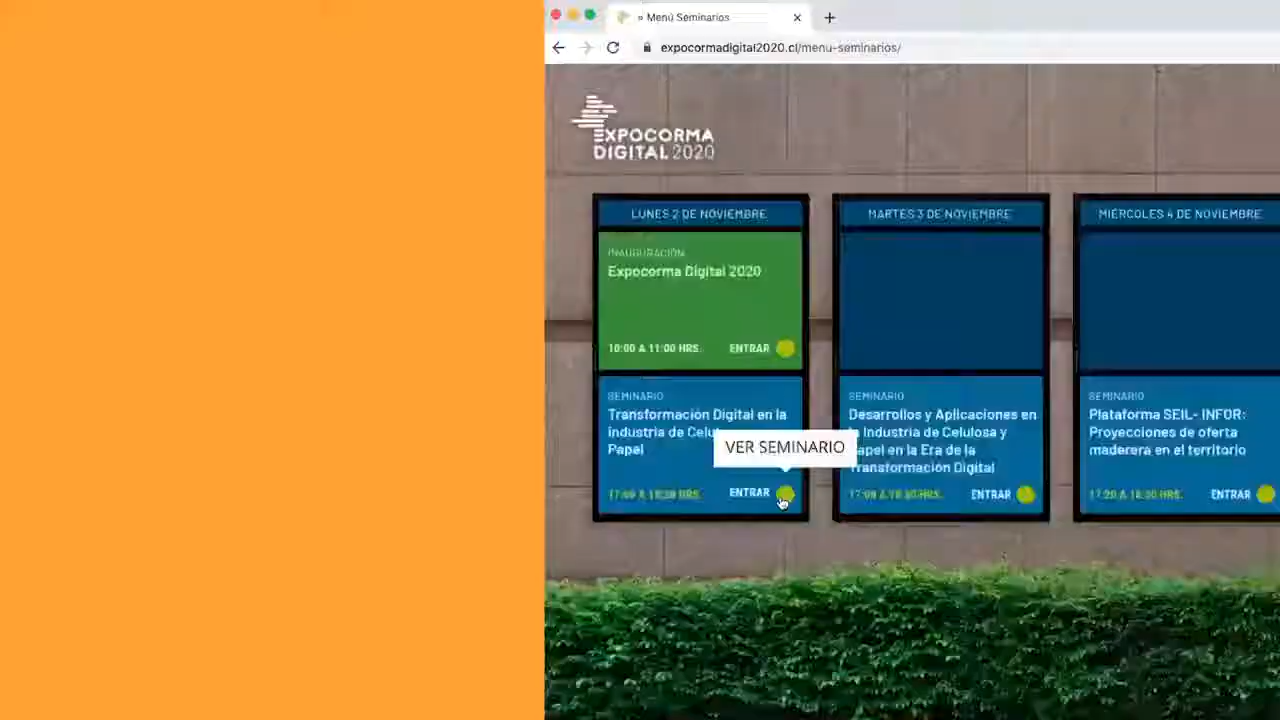 » Menú Seminarios
expocormadigital2020.cl/menu-seminarios/
EXPOCORMA
DIGITAL 2020
LUNES 2 DE NOVIEMBRE
INAUGURACIÓN
Expocorma Digital 2020
10:00 A 11:00 HRS.
ENTRAR
SEMINARIO
Transformación Digital en la
industria de
Papel
VER SEMINARIO
ENTRAR
MARTES 3 DE NOVIEMBRE
SEMINARIO
Desarrollos y Aplicaciones en
Industria de Celulosa y
en la Era de la
Transformación Digital
ENTRAR
MIÉRCOLES 4 DE NOVIEMBRE
SEMINARIO
Plataforma SEIL- INFOR:
Proyecciones de oferta
maderera en el territorio
ENTRAR